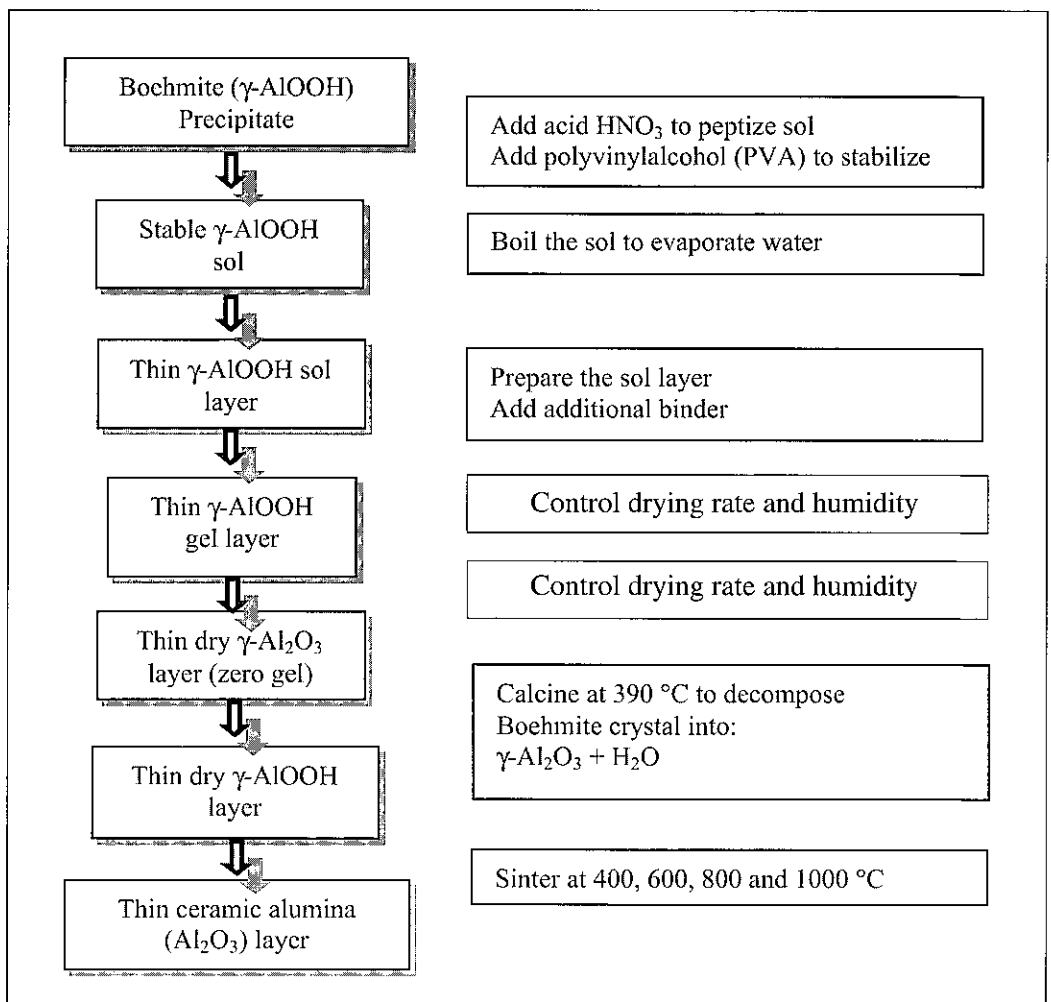 Boehmite (γ-AlOOH)
Precipitate
Add acid HNO₃ to peptize sol
Add polyvinylalcohol (PVA) to stabilize
Stable γ-AlOOH
sol
Boil the sol to evaporate water
Thin γ-AlOOH sol
layer
Prepare the sol layer
Add additional binder
Thin γ-AlOOH
gel layer
Control drying rate and humidity
Control drying rate and humidity
Thin dry γ-Al₂O₃
layer (zero gel)
Calcine at 390 °C to decompose
Boehmite crystal into:
γ-Al₂O₃ + H₂O
Thin dry γ-AlOOH
layer
Sinter at 400, 600, 800 and 1000 °C
Thin ceramic alumina
(Al₂O₃) layer